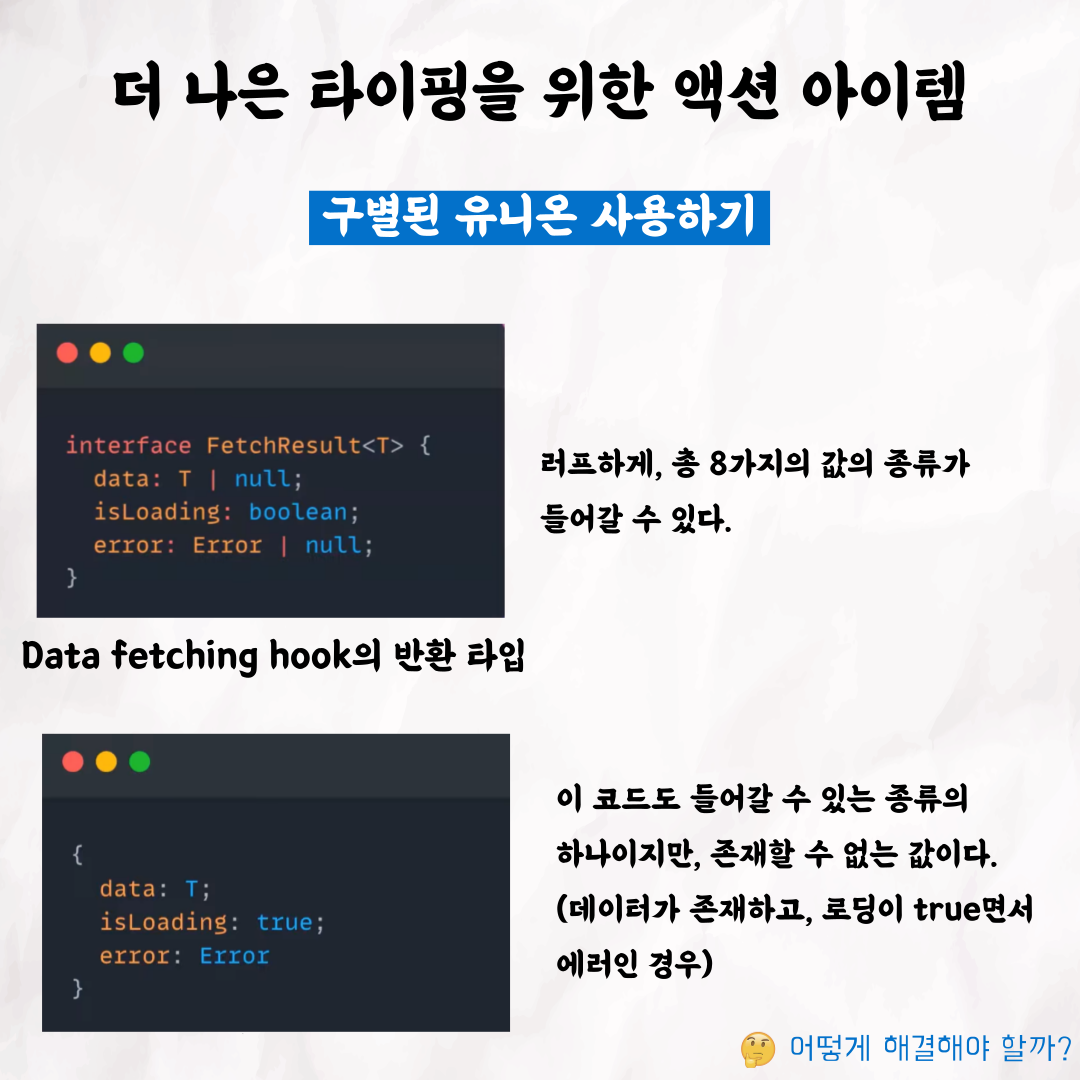 더 나은 타이핑을 위한 액션 아이템
구별된 유니온 사용하기
interface FetchResult<T> {
  data: T | null;
  isLoading: boolean;
  error: Error | null;
}
러프하게, 총 8가지의 값의 종류가
들어갈 수 있다.
Data fetching hook의 반환 타입
{
  data: T;
  isLoading: true;
  error: Error
}
이 코드도 들어갈 수 있는 종류의
하나이지만, 존재할 수 없는 값이다.
(데이터가 존재하고, 로딩이 true면서
에러인 경우)
🤔 어떻게 해결해야 할까?